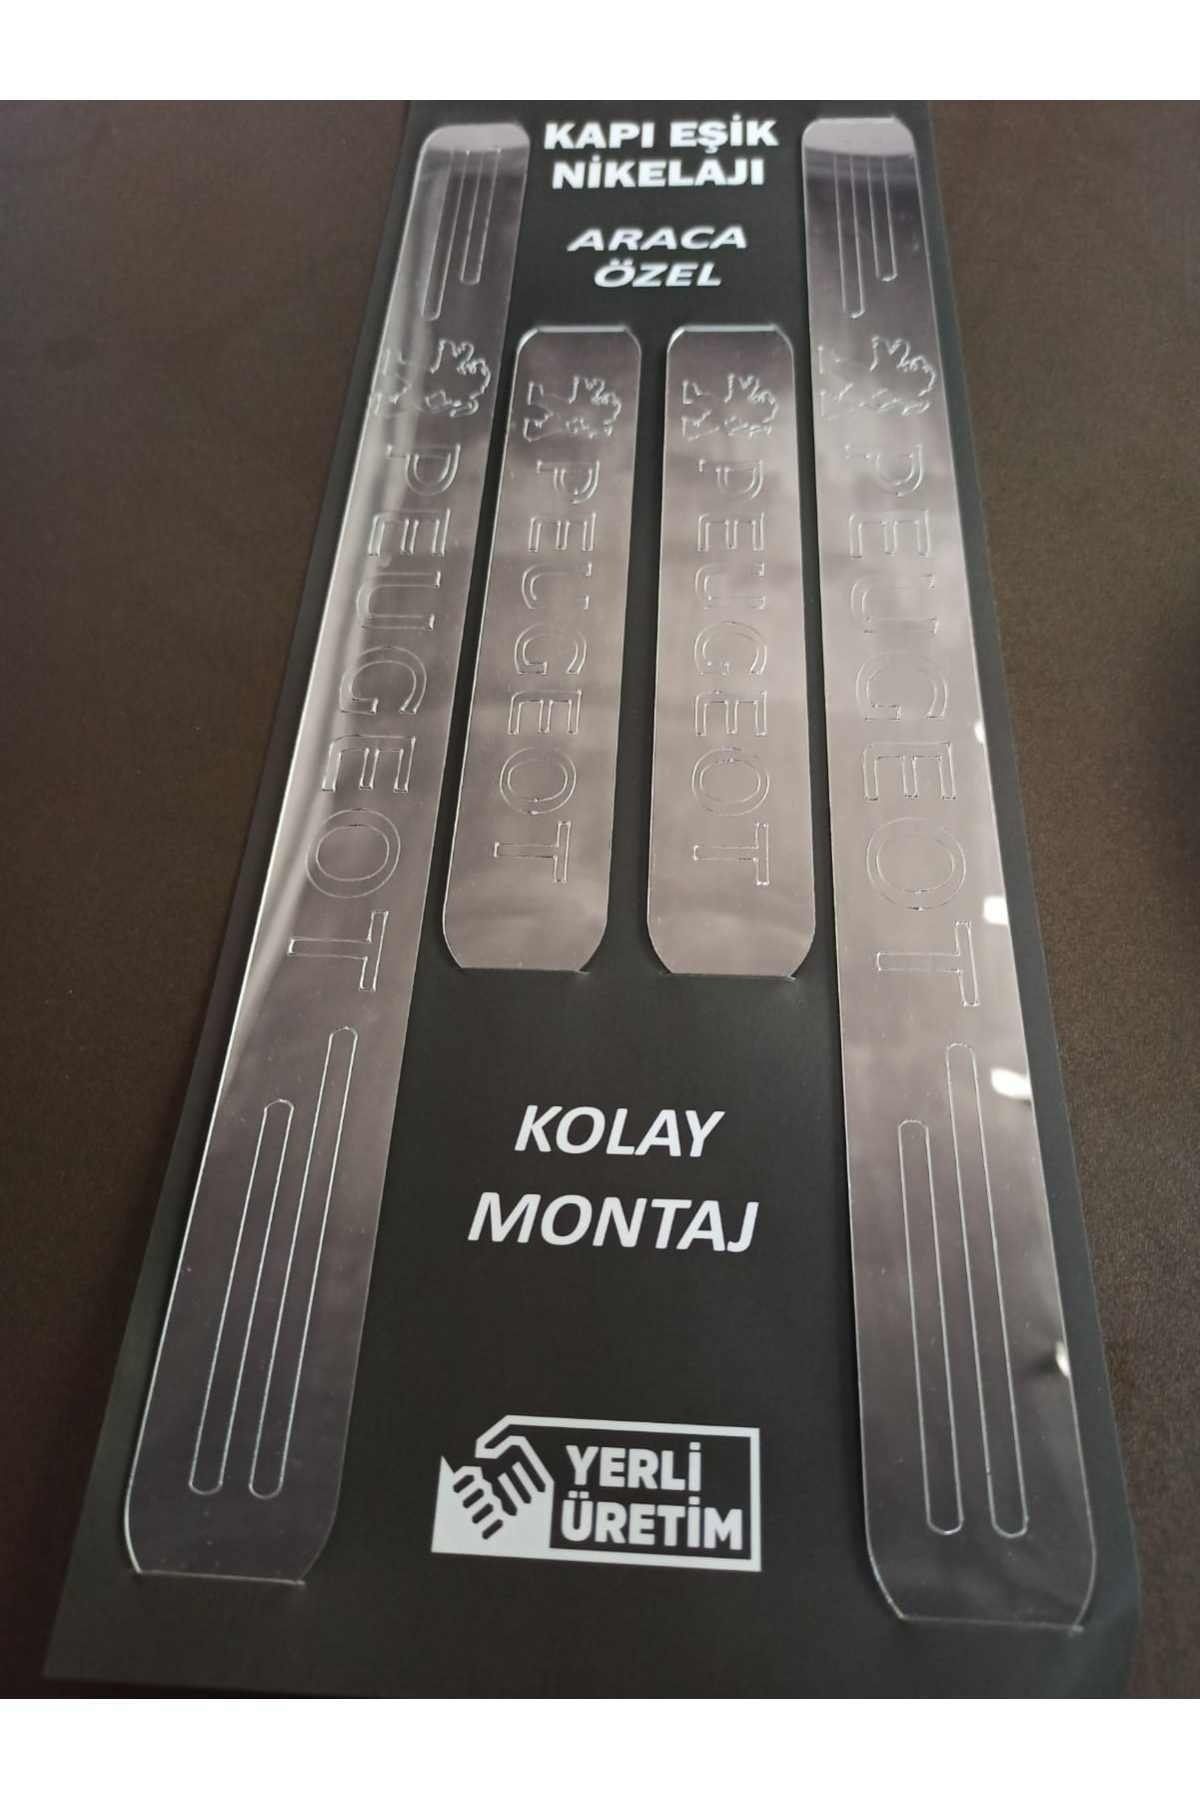 KAPI EŞİK
NİKELAJI
ARACA
ÖZEL
PEUGEOT
PEUGEOT
PEUGEOT
PEUGEOT
KOLAY
MONTAJ
YERLİ
ÜRETİM